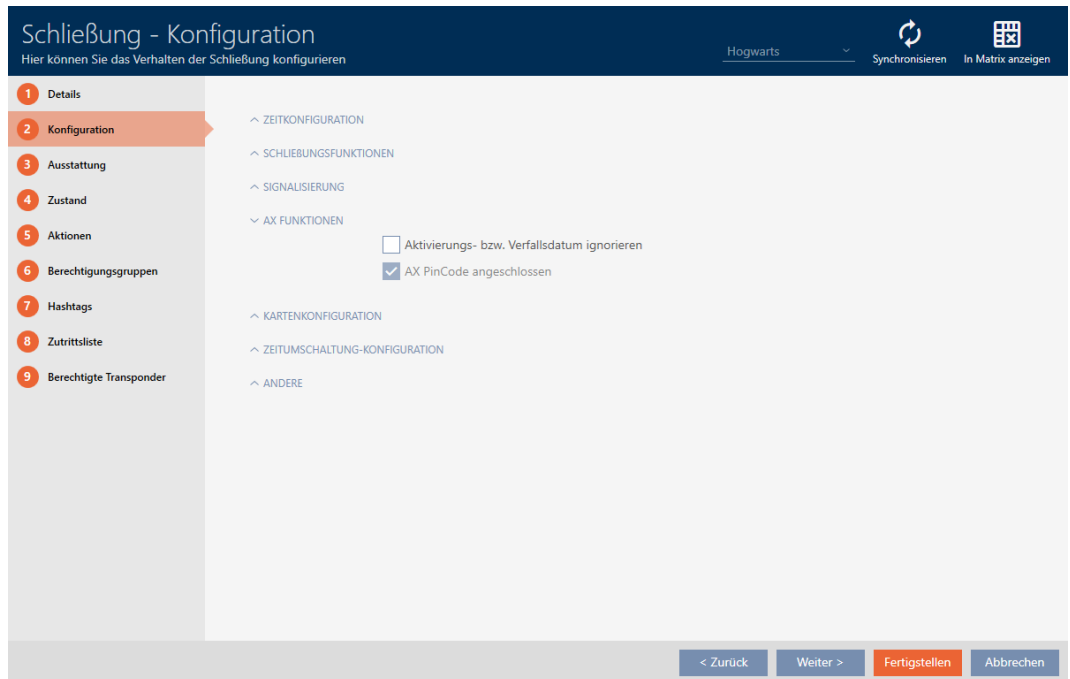 Schließung - Konfiguration
Hier können Sie das Verhalten der Schließung konfigurieren
Hogwarts
Synchronisieren
In Matrix anzeigen
1 Details
2 Konfiguration
3 Ausstattung
4 Zustand
5 Aktionen
6 Berechtigungsgruppen
7 Hashtags
8 Zutrittsliste
9 Berechtigte Transponder
ZEITKONFIGURATION
SCHLIEßUNGSFUNKTIONEN
SIGNALISIERUNG
AX FUNKTIONEN
Aktivierungs- bzw. Verfallsdatum ignorieren
AX PinCode angeschlossen
KARTENKONFIGURATION
ZEITUMSCHALTUNG-KONFIGURATION
ANDERE
< Zurück
Weiter >
Fertigstellen
Abbrechen